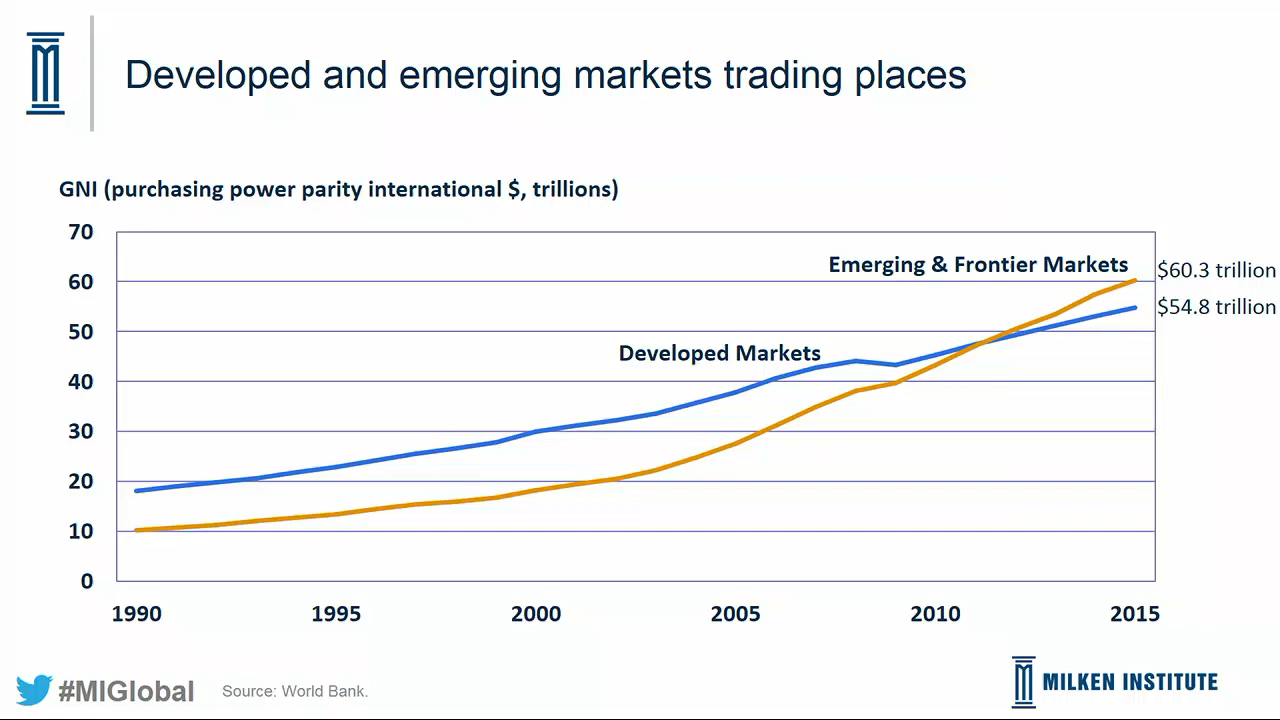 Developed and emerging markets trading places
GNI (purchasing power parity international $, trillions)
70
60
50
40
30
20
10
0
Emerging & Frontier Markets
$60.3 trillion
$54.8 trillion
Developed Markets
1990 1995 2000 2005 2010 2015
#MIGlobal
Source: World Bank.
MILKEN INSTITUTE